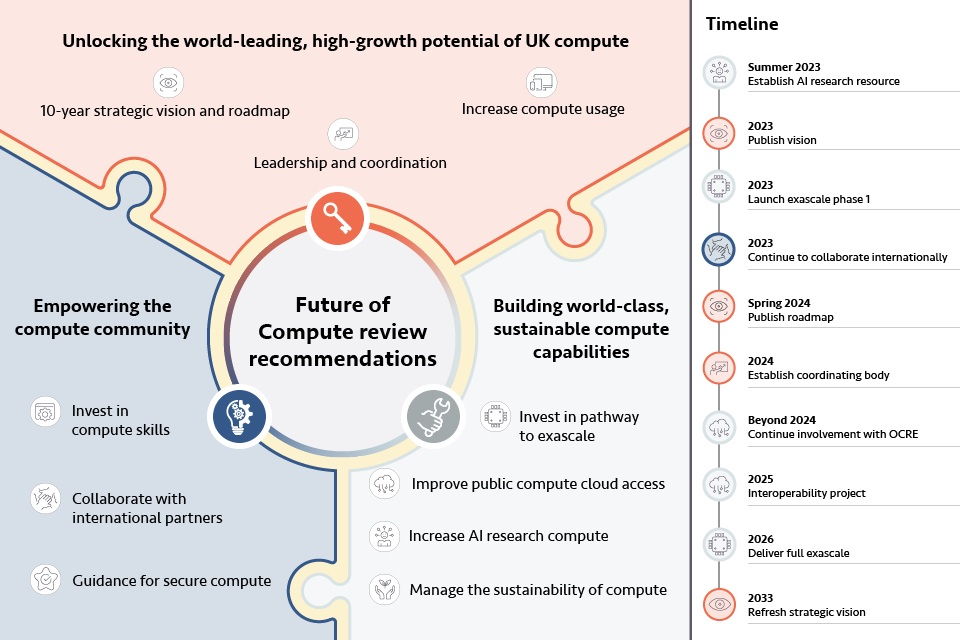 Unlocking the world-leading, high-growth potential of UK compute
10-year strategic vision and roadmap
Increase compute usage
Leadership and coordination
Future of
Compute review
recommendations
Empowering the
compute community
Invest in
compute skills
Collaborate with
international partners
Guidance for secure compute
Building world-class,
sustainable compute
capabilities
Invest in pathway
to exascale
Improve public compute cloud access
Increase AI research compute
Manage the sustainability of compute
Timeline
Summer 2023
Establish AI research resource
2023
Publish vision
2023
Launch exascale phase 1
2023
Continue to collaborate internationally
Spring 2024
Publish roadmap
2024
Establish coordinating body
Beyond 2024
Continue involvement with OCRE
2025
Interoperability project
2026
Deliver full exascale
2033
Refresh strategic vision